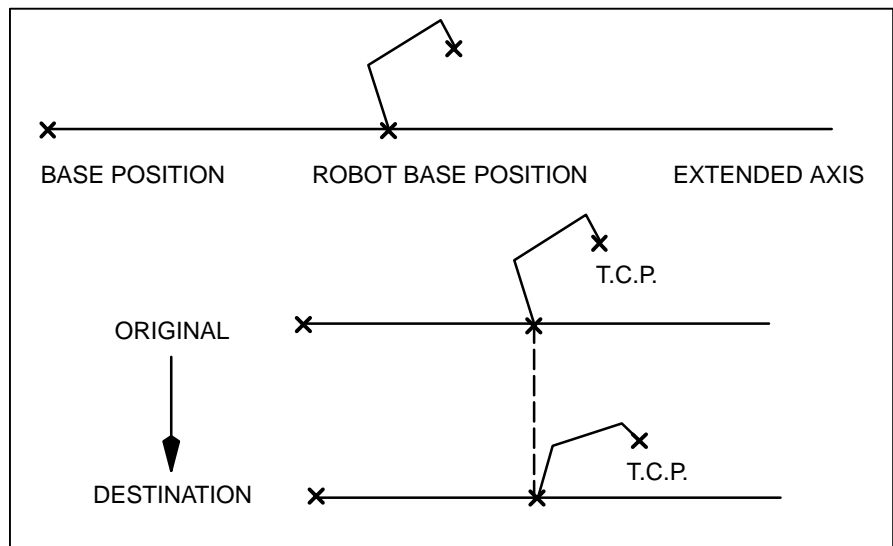 BASE POSITION ROBOT BASE POSITION EXTENDED AXIS
T.C.P.
ORIGINAL
T.C.P.
DESTINATION